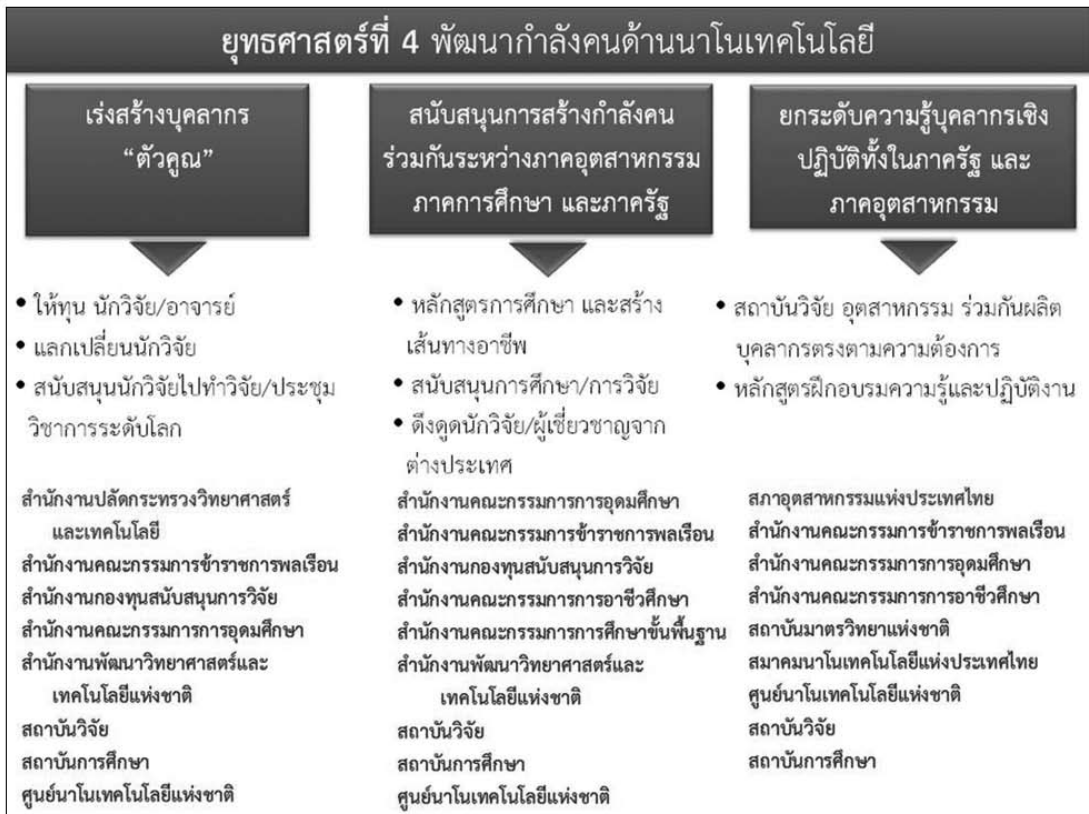 ยุทธศาสตร์ที่ 4 พัฒนากำลังคนด้านนาโนเทคโนโลยี
เร่งสร้างบุคลากร
“ตัวคูณ”
• ให้ทุน นักวิจัย/อาจารย์
• แลกเปลี่ยนนักวิจัย
• สนับสนุนนักวิจัยไปทำวิจัย/ประชุม
วิชาการระดับโลก
สำนักงานปลัดกระทรวงวิทยาศาสตร์
และเทคโนโลยี
สำนักงานคณะกรรมการข้าราชการพลเรือน
สำนักงานกองทุนสนับสนุนการวิจัย
สำนักงานคณะกรรมการการอุดมศึกษา
สำนักงานพัฒนาวิทยาศาสตร์และ
เทคโนโลยีแห่งชาติ
สถาบันวิจัย
สถาบันการศึกษา
ศูนย์นาโนเทคโนโลยีแห่งชาติ
สนับสนุนการสร้างกำลังคน
ร่วมกันระหว่างภาคอุตสาหกรรม
ภาคการศึกษา และภาครัฐ
• หลักสูตรการศึกษา และสร้าง
เส้นทางอาชีพ
• สนับสนุนการศึกษา/การวิจัย
• ดึงดูดนักวิจัย/ผู้เชี่ยวชาญจาก
ต่างประเทศ
สำนักงานคณะกรรมการการอุดมศึกษา
สำนักงานคณะกรรมการข้าราชการพลเรือน
สำนักงานกองทุนสนับสนุนการวิจัย
สำนักงานคณะกรรมการการอาชีวศึกษา
สำนักงานคณะกรรมการการศึกษาขั้นพื้นฐาน
สำนักงานพัฒนาวิทยาศาสตร์และ
เทคโนโลยีแห่งชาติ
สถาบันวิจัย
สถาบันการศึกษา
ศูนย์นาโนเทคโนโลยีแห่งชาติ
ยกระดับความรู้บุคลากรเชิง
ปฏิบัติทั้งในภาครัฐ และ
ภาคอุตสาหกรรม
• สถาบันวิจัย อุตสาหกรรม ร่วมกันผลิต
บุคลากรตรงตามความต้องการ
• หลักสูตรฝึกอบรมความรู้และปฏิบัติงาน
สภาอุตสาหกรรมแห่งประเทศไทย
สำนักงานคณะกรรมการข้าราชการพลเรือน
สำนักงานคณะกรรมการการอุดมศึกษา
สำนักงานคณะกรรมการการอาชีวศึกษา
สถาบันมาตรวิทยาแห่งชาติ
สมาคมนาโนเทคโนโลยีแห่งประเทศไทย
ศูนย์นาโนเทคโนโลยีแห่งชาติ
สถาบันวิจัย
สถาบันการศึกษา